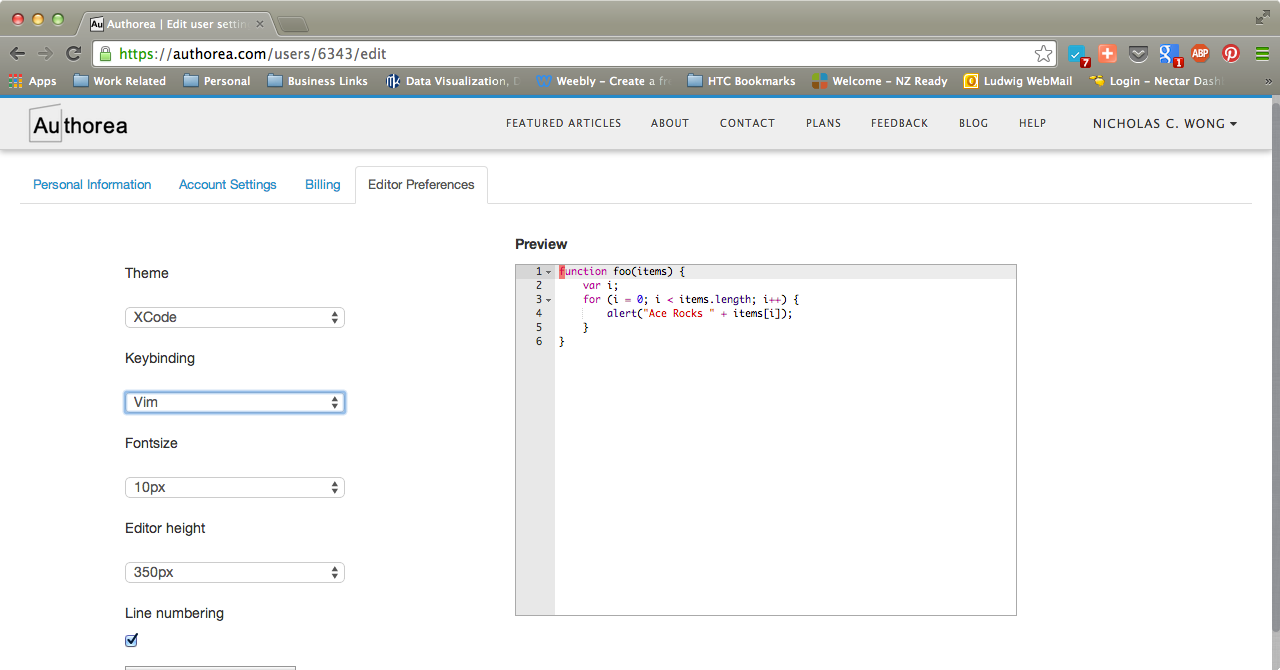 Au Authorea | Edit user settin
https://authorea.com/users/6343/edit
7 1 ABP
Apps Work Related Personal Business Links Data Visualization, D Weebly - Create a fr HTC Bookmarks Welcome - NZ Ready Ludwig WebMail Login - Nectar Dash »
Authorea FEATURED ARTICLES ABOUT CONTACT PLANS FEEDBACK BLOG HELP NICHOLAS C. WONG
Personal Information Account Settings Billing Editor Preferences
Theme
XCode
Keybinding
Vim
Fontsize
10px
Editor height
350px
Line numbering
Preview
1 function foo(items) {
2 var i;
3 for (i = 0; i < items.length; i++) {
4 alert("Ace Rocks " + items[i]);
5 }
6 }